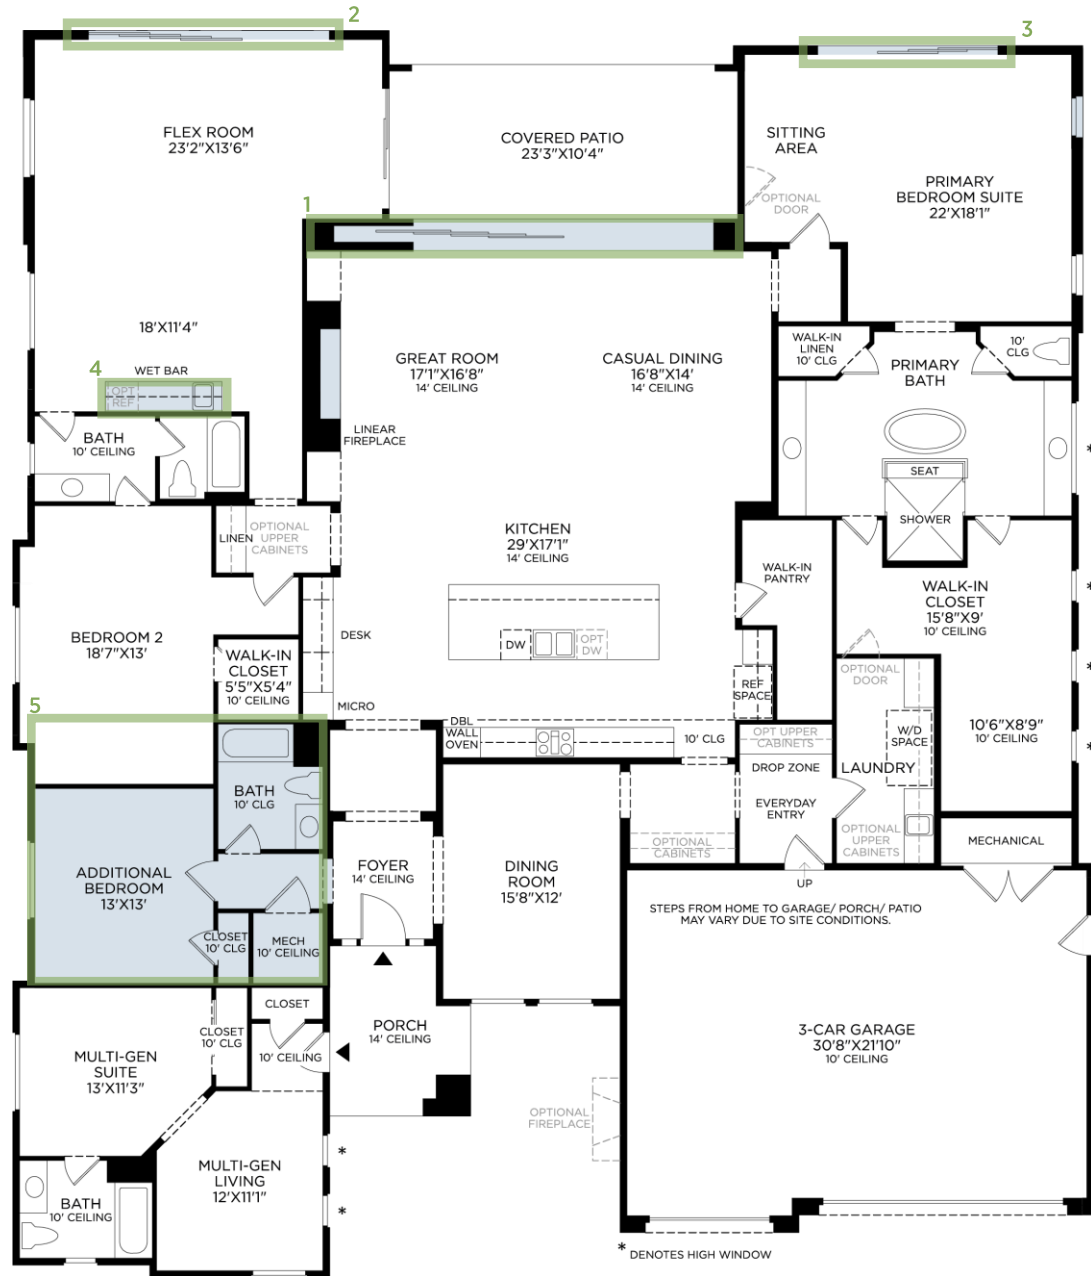 2
3
FLEX ROOM
23'2"X13'6"
COVERED PATIO
23'3"X10'4"
SITTING
AREA
OPTIONAL
DOOR
PRIMARY
BEDROOM SUITE
22'X18'1"
1
18'X11'4"
4
WET BAR
OPT
REF
GREAT ROOM
17'1"X16'8"
14' CEILING
CASUAL DINING
16'8"X14'
14' CEILING
WALK-IN
LINEN
10' CLG
PRIMARY
BATH
10'
CLG
LINEAR
FIREPLACE
BATH
10' CEILING
*
SEAT
SHOWER
LINEN
OPTIONAL
UPPER
CABINETS
KITCHEN
29'X17'1"
14' CEILING
WALK-IN
PANTRY
WALK-IN
CLOSET
15'8"X9'
10' CEILING
*
BEDROOM 2
18'7"X13'
DESK
DW
OPT
DW
WALK-IN
CLOSET
5'5"X5'4"
10' CEILING
OPTIONAL
DOOR
*
REF
SPACE
MICRO
5
DBL
WALL
OVEN
10' CLG
OPT UPPER
CABINETS
W/D
SPACE
10'6"X8'9"
10' CEILING
*
DROP ZONE
LAUNDRY
BATH
10' CLG
EVERYDAY
ENTRY
OPTIONAL
CABINETS
OPTIONAL
UPPER
CABINETS
MECHANICAL
ADDITIONAL
BEDROOM
13'X13'
FOYER
14' CEILING
DINING
ROOM
15'8"X12'
UP
STEPS FROM HOME TO GARAGE/ PORCH/ PATIO
MAY VARY DUE TO SITE CONDITIONS.
CLOSET
10' CLG
MECH
10' CEILING
CLOSET
CLOSET
10' CLG
10' CEILING
PORCH
14' CEILING
3-CAR GARAGE
30'8"X21'10"
10' CEILING
MULTI-GEN
SUITE
13'X11'3"
OPTIONAL
FIREPLACE
*
MULTI-GEN
LIVING
12'X11'1"
BATH
10' CEILING
*
* DENOTES HIGH WINDOW